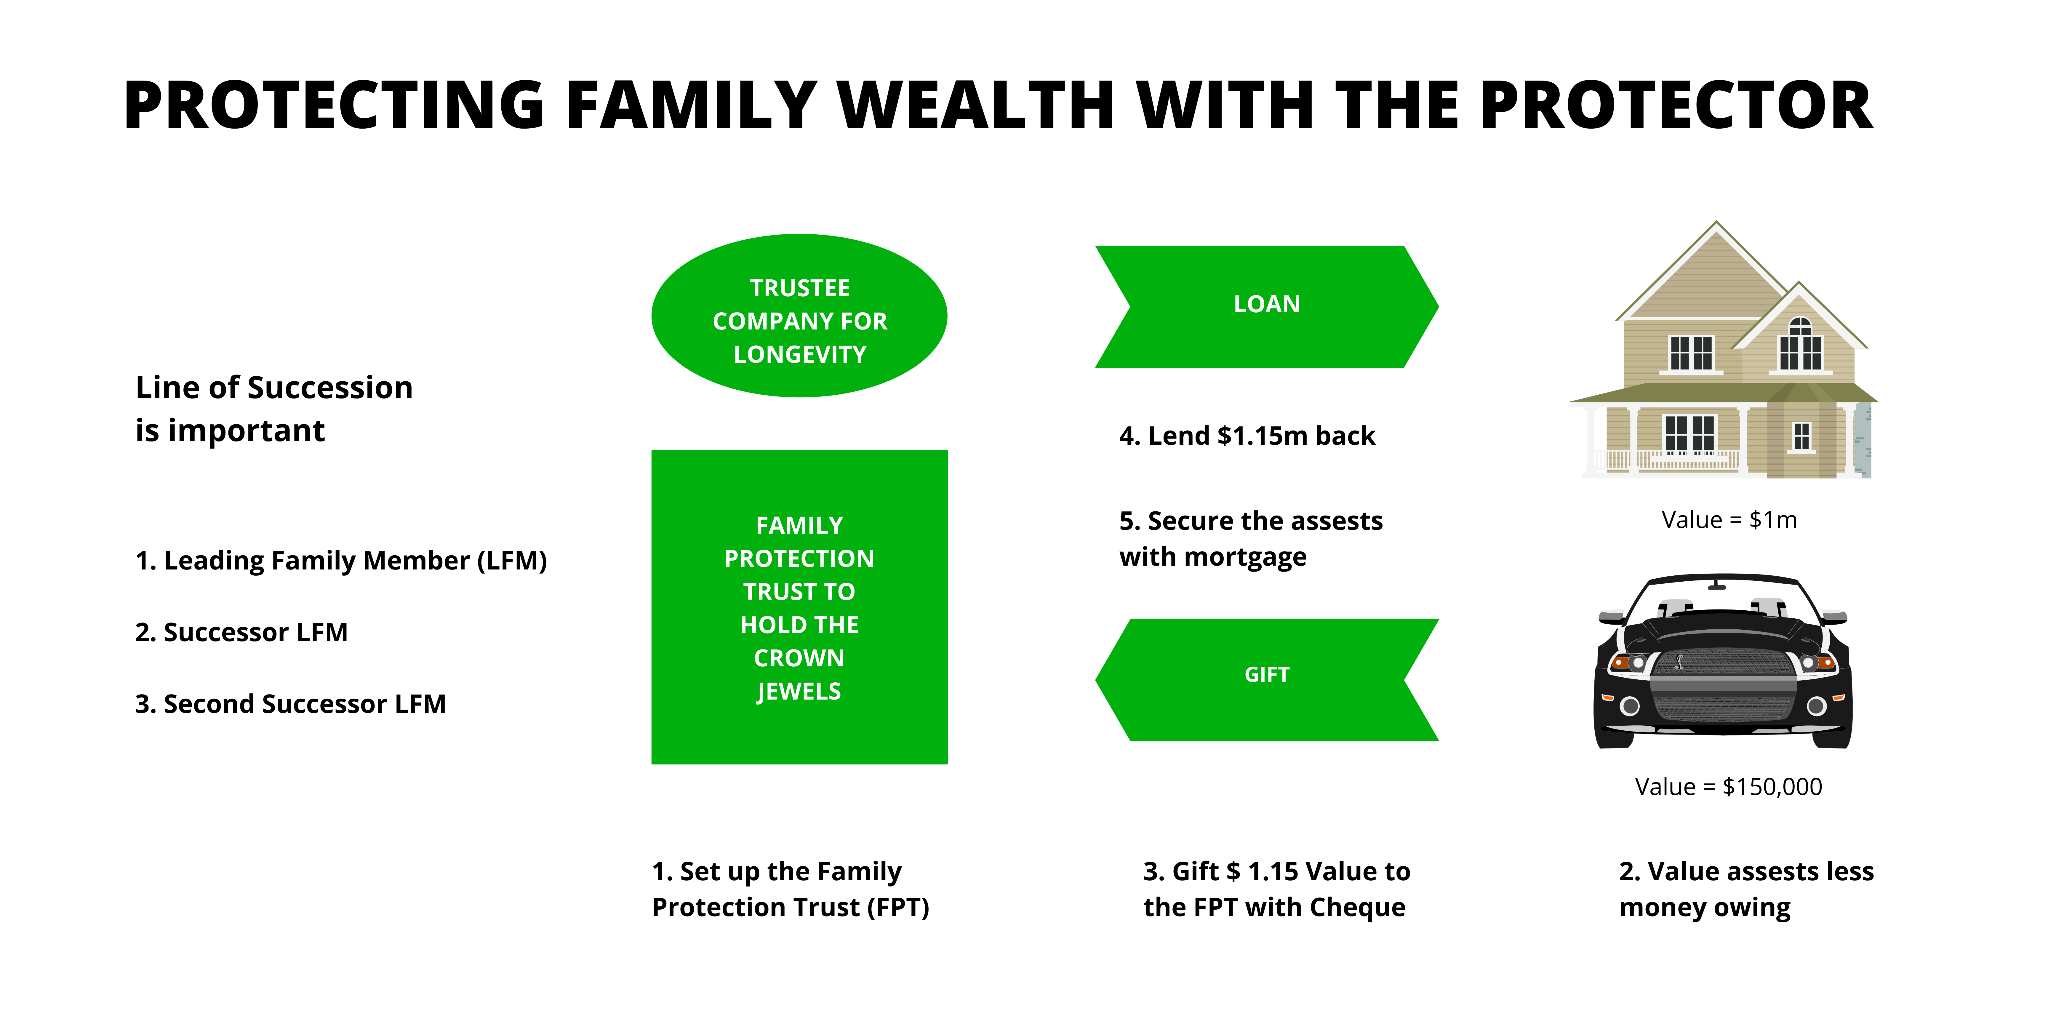 PROTECTING FAMILY WEALTH WITH THE PROTECTOR
Line of Succession
is important
1. Leading Family Member (LFM)
2. Successor LFM
3. Second Successor LFM
TRUSTEE
COMPANY FOR
LONGEVITY
FAMILY
PROTECTION
TRUST TO
HOLD THE
CROWN
JEWELS
1. Set up the Family
Protection Trust (FPT)
LOAN
4. Lend $1.15m back
5. Secure the assests
with mortgage
GIFT
3. Gift $ 1.15 Value to
the FPT with Cheque
Value = $1m
Value = $150,000
2. Value assests less
money owing